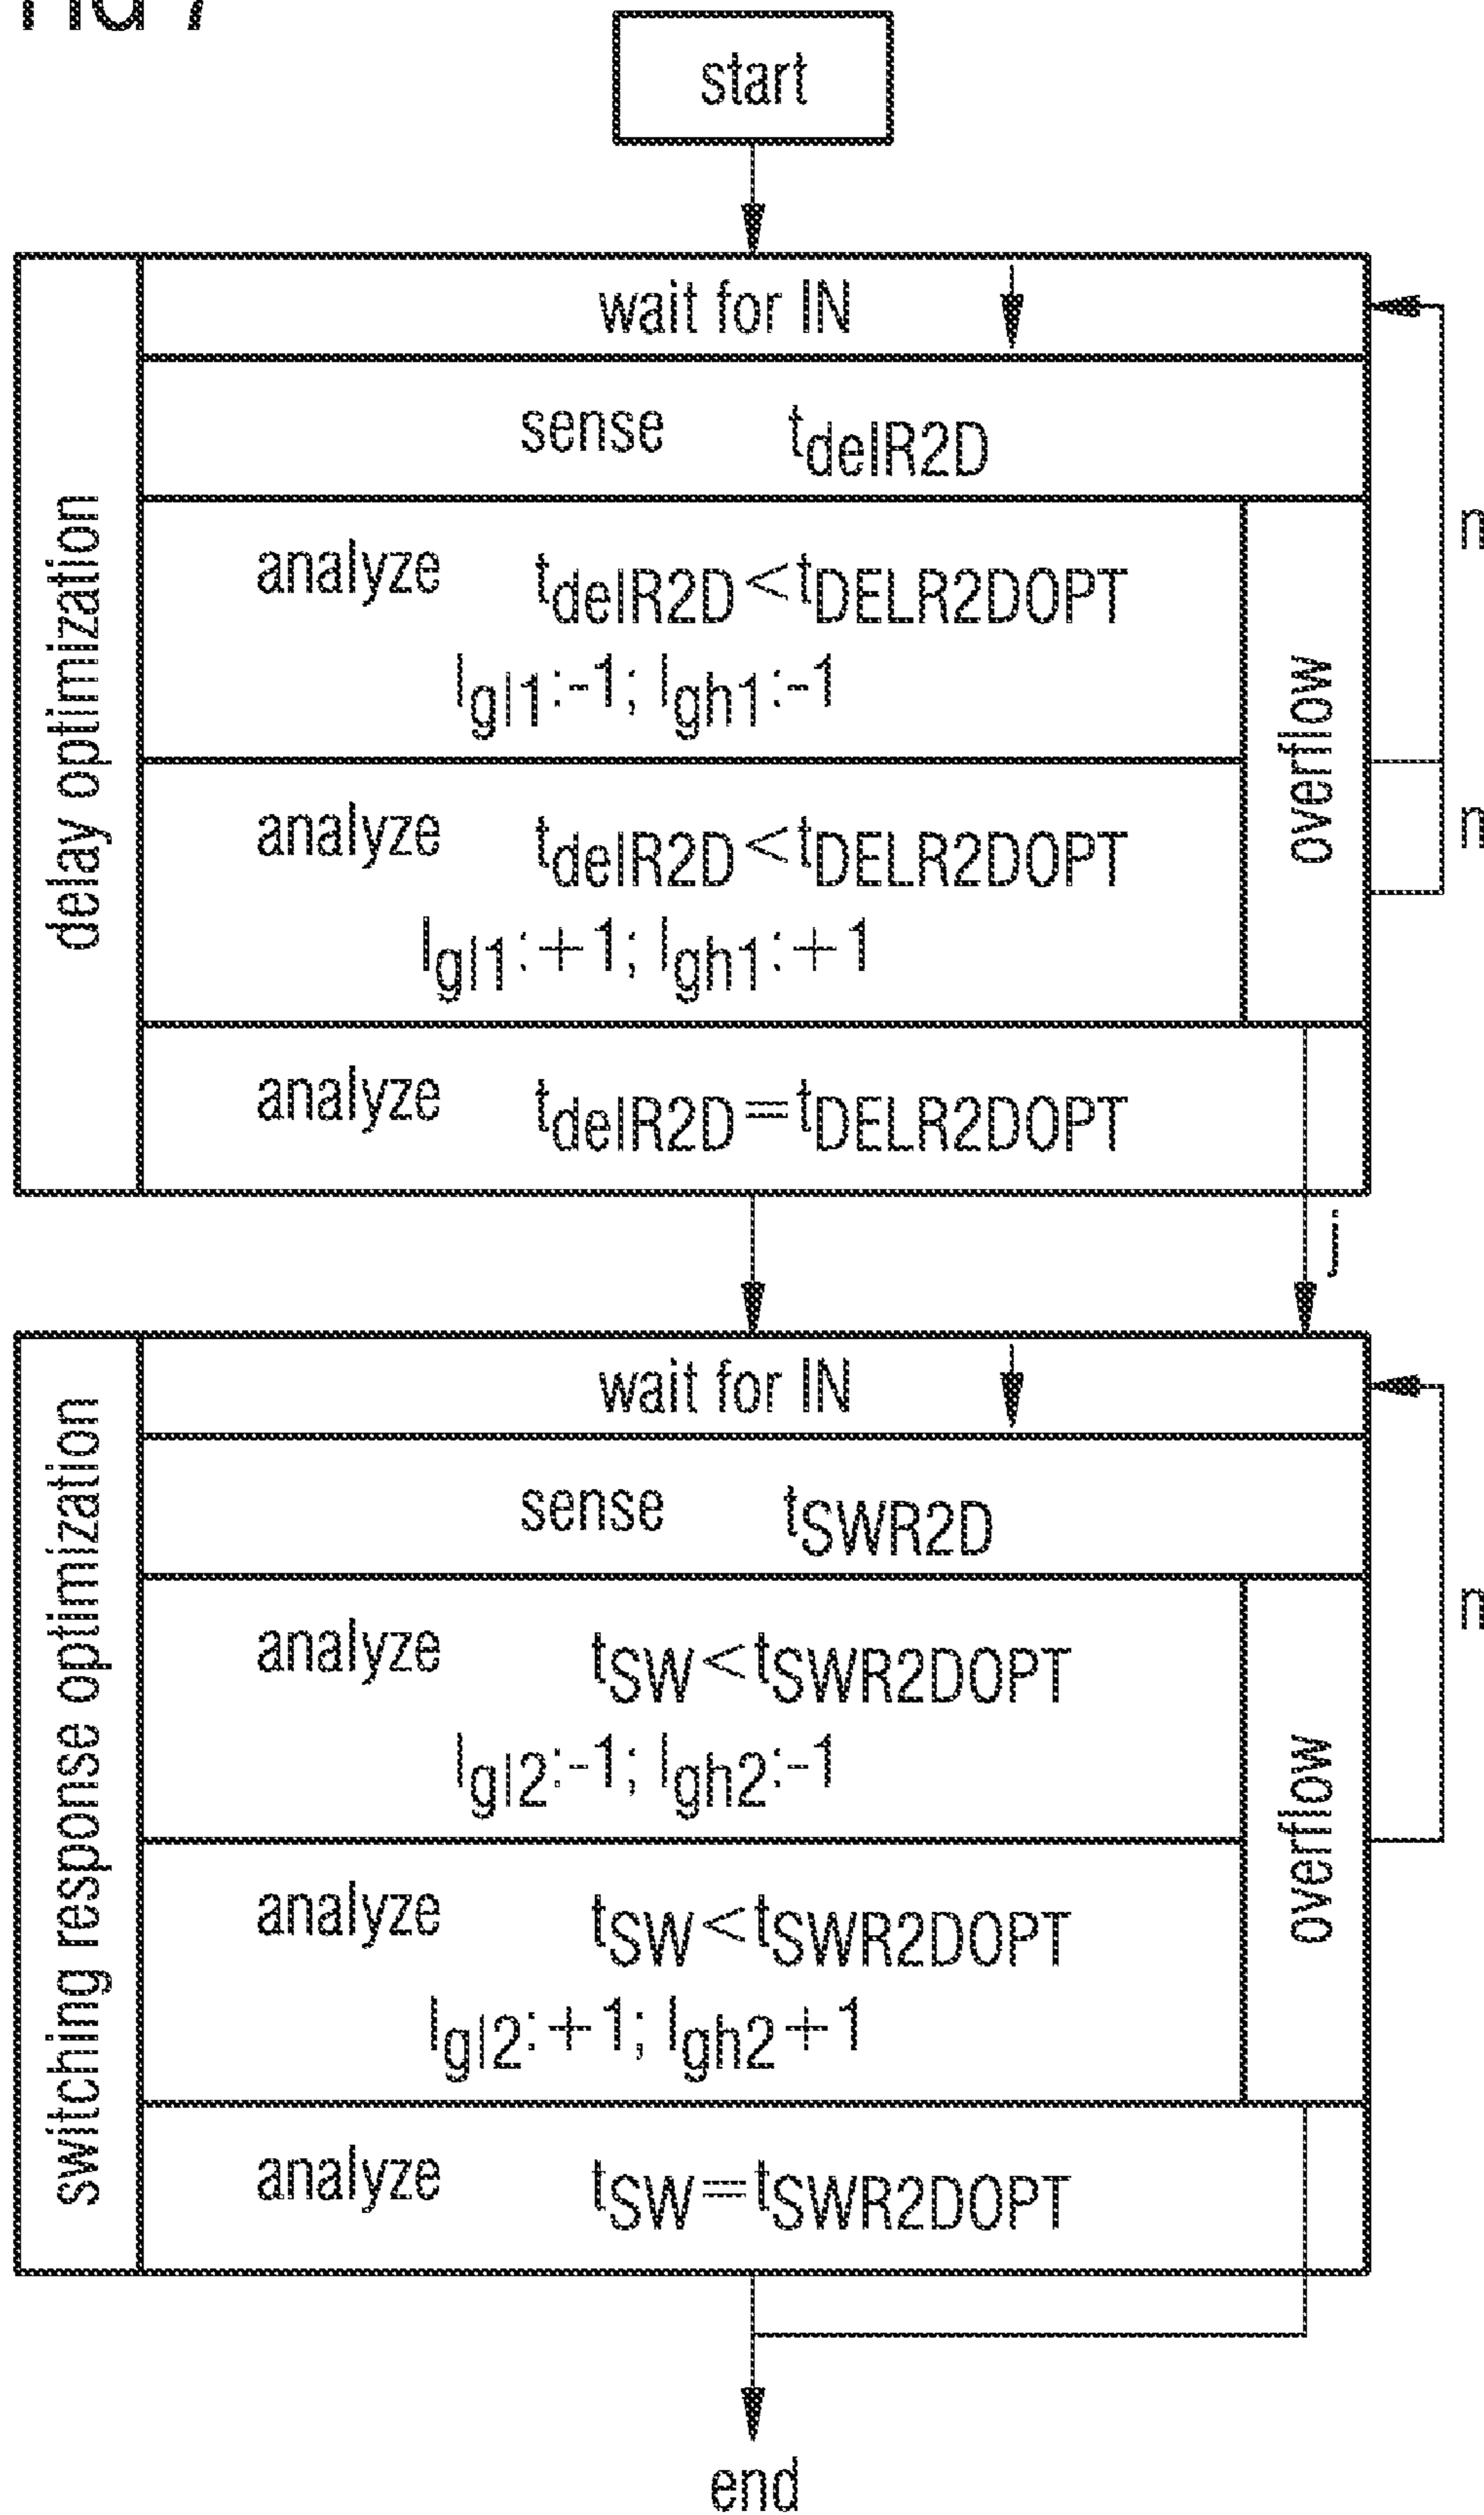 start
delay optimization
wait for IN
sense tdelR2D
analyze tdelR2D<tDELR2DOPT
Igl1:-1; Igh1:-1
overflow
n
analyze tdelR2D<tDELR2DOPT
Igl1:+1; Igh1:+1
n
analyze tdelR2D=tDELR2DOPT
j
switching response optimization
wait for IN
sense tSWR2D
analyze tSW<tSWR2DOPT
Igl2:-1; Igh2:-1
overflow
n
analyze tSW<tSWR2DOPT
Igl2:+1; Igh2+1
analyze tSW=tSWR2DOPT
end